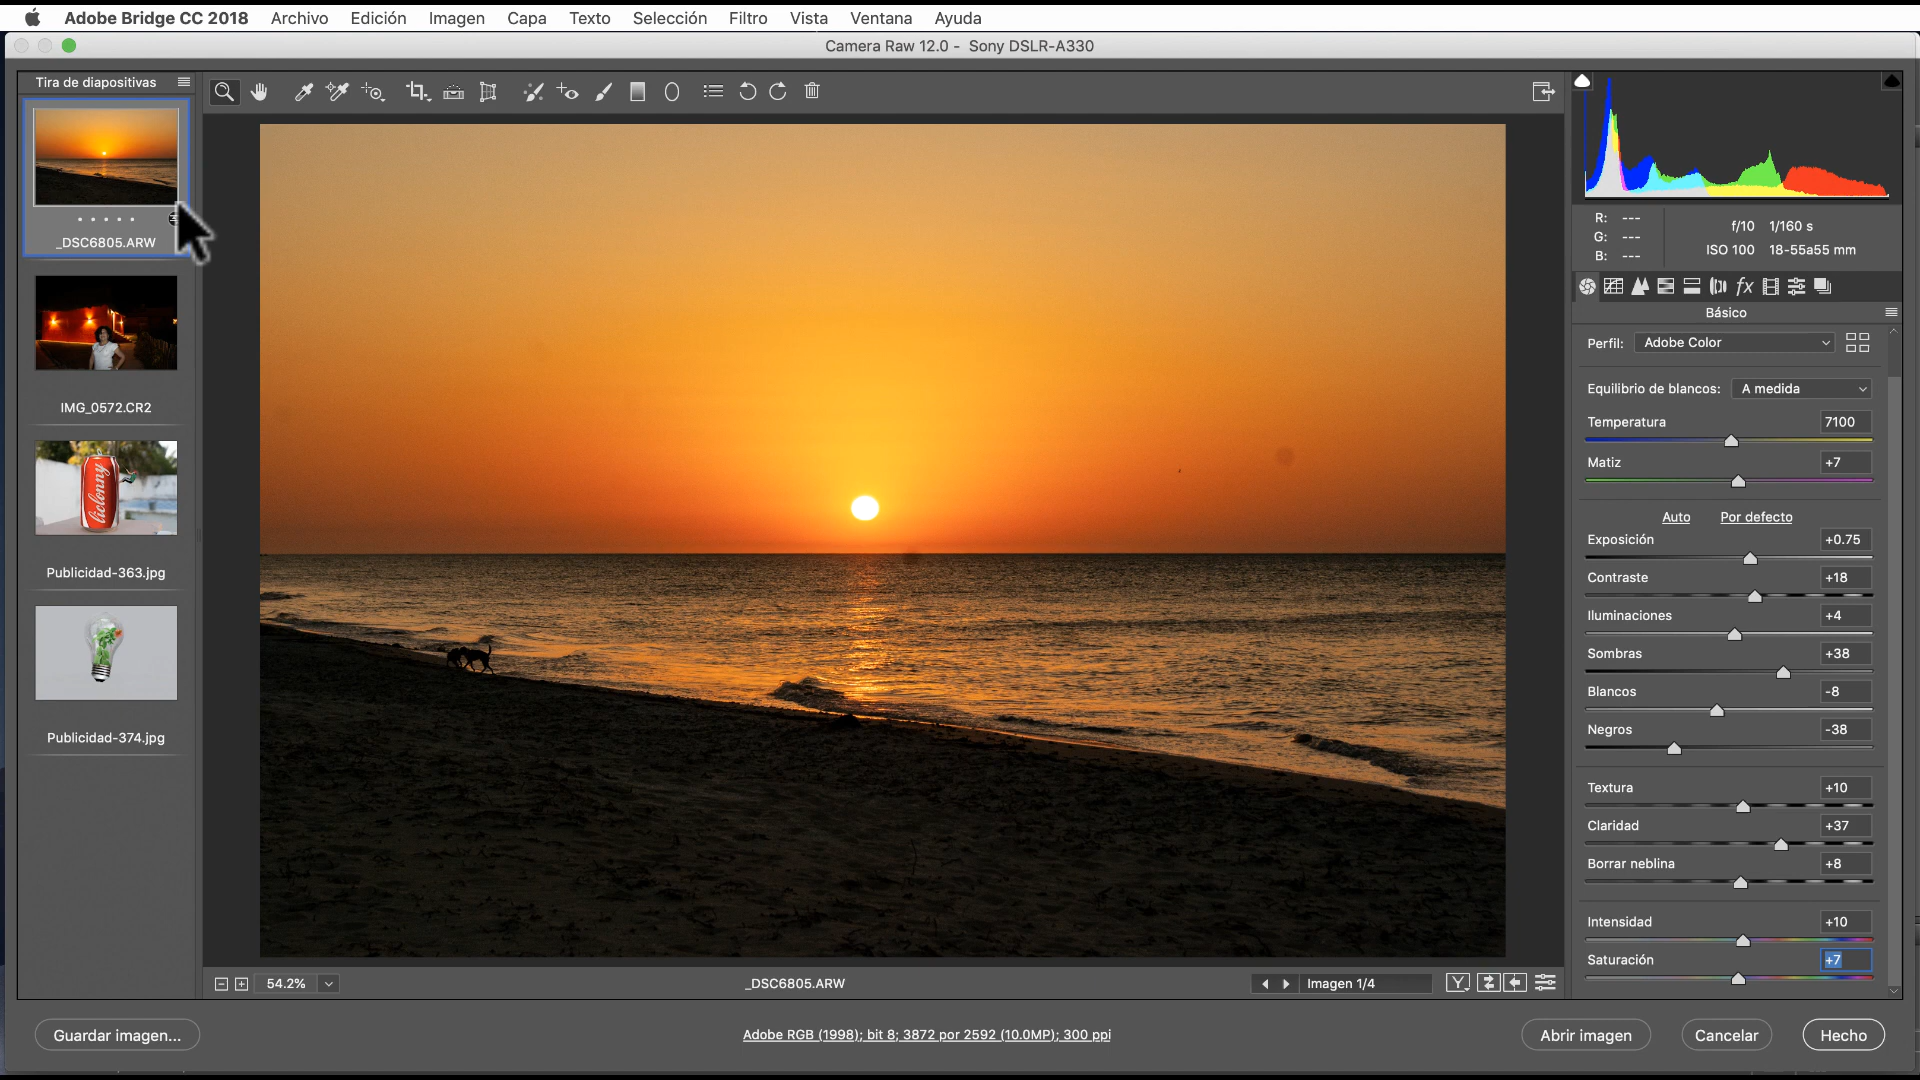 Adobe Bridge CC 2018 Archivo Edición Imagen Capa Texto Selección Filtro Vista Ventana Ayuda
Camera Raw 12.0 - Sony DSLR-A330
Tira de diapositivas
_DSC6805.ARW
IMG_0572.CR2
Publicidad-363.jpg
Publicidad-374.jpg
R: ---
G: ---
B: ---
f/10 1/160 s
ISO 100 18-55a55 mm
Básico
Perfil: Adobe Color
Equilibrio de blancos: A medida
Temperatura 7100
Matiz +7
Auto Por defecto
Exposición +0.75
Contraste +18
Iluminaciones +4
Sombras +38
Blancos -8
Negros -38
Textura +10
Claridad +37
Borrar neblina +8
Intensidad +10
Saturación +7
54.2% _DSC6805.ARW Imagen 1/4 Y
Guardar imagen... Adobe RGB (1998); bit 8; 3872 por 2592 (10.0MP); 300 ppi Abrir imagen Cancelar Hecho